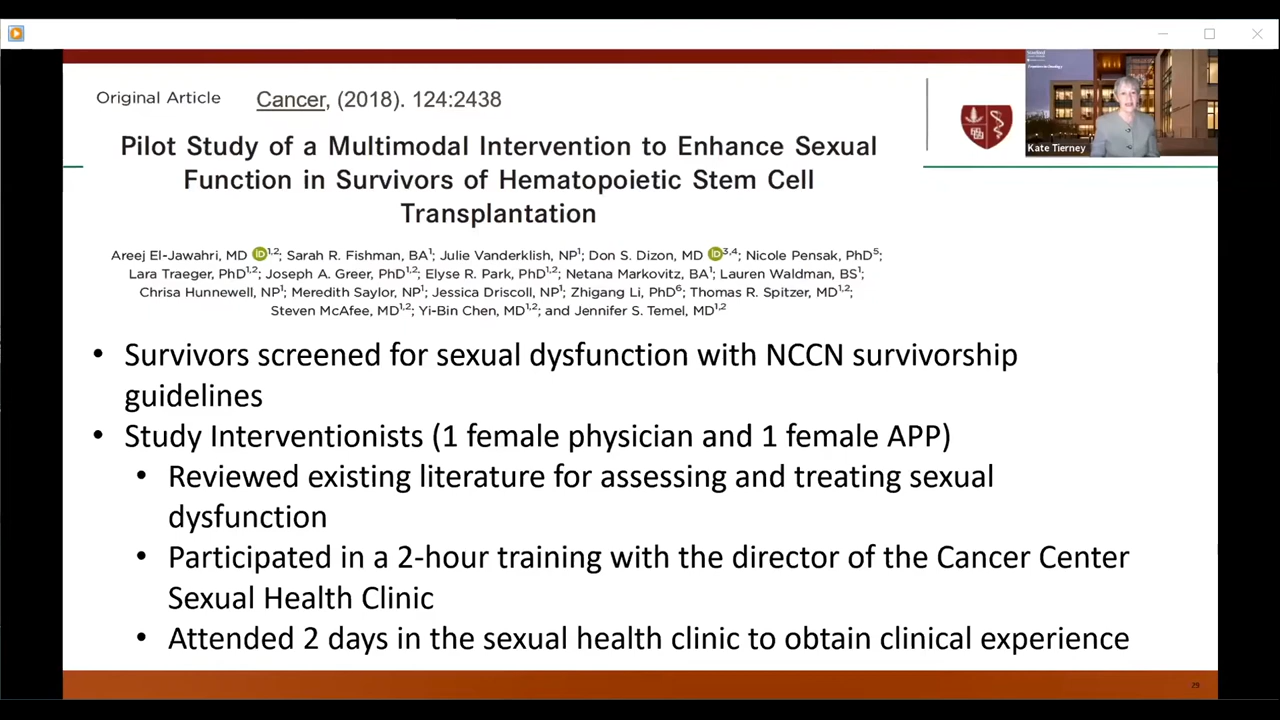 Original Article
Cancer, (2018). 124:2438
Pilot Study of a Multimodal Intervention to Enhance Sexual
Function in Survivors of Hematopoietic Stem Cell
Transplantation
Areej El-Jawahri, MD iD 1,2; Sarah R. Fishman, BA1; Julie Vanderklish, NP1; Don S. Dizon, MD iD 3,4; Nicole Pensak, PhD5;
Lara Traeger, PhD1,2; Joseph A. Greer, PhD1,2; Elyse R. Park, PhD1,2; Netana Markovitz, BA1; Lauren Waldman, BS1;
Chrisa Hunnewell, NP1; Meredith Saylor, NP1; Jessica Driscoll, NP1; Zhigang Li, PhD6; Thomas R. Spitzer, MD1,2;
Steven McAfee, MD1,2; Yi-Bin Chen, MD1,2; and Jennifer S. Temel, MD1,2
Kate Tierney
• Survivors screened for sexual dysfunction with NCCN survivorship
guidelines
• Study Interventionists (1 female physician and 1 female APP)
• Reviewed existing literature for assessing and treating sexual
dysfunction
• Participated in a 2-hour training with the director of the Cancer Center
Sexual Health Clinic
• Attended 2 days in the sexual health clinic to obtain clinical experience
29